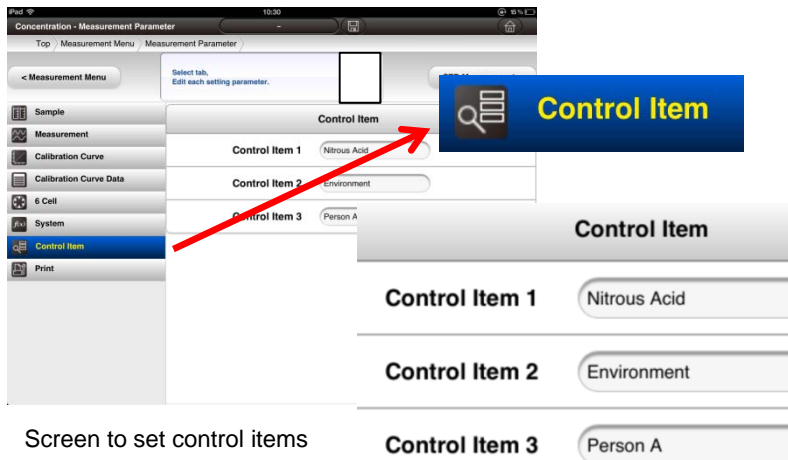 iPad 10:30 15%
Concentration - Measurement Parameter -
Top Measurement Menu Measurement Parameter
< Measurement Menu
Select tab,
Edit each setting parameter.
Sample
Measurement
Calibration Curve
Calibration Curve Data
6 Cell
f(x) System
Control Item
Print
Control Item
Control Item 1 Nitrous Acid
Control Item 2 Environment
Control Item 3 Person A
Control Item
Control Item
Control Item 1 Nitrous Acid
Control Item 2 Environment
Control Item 3 Person A
Screen to set control items